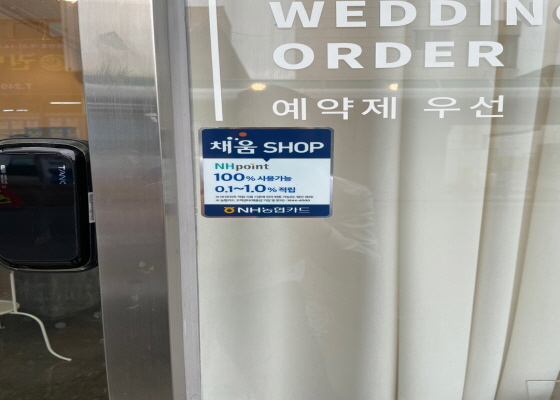 WEDDING
ORDER
예약제 우선
채움 SHOP
NHpoint
100% 사용가능
0.1~1.0% 적립
NH농협카드